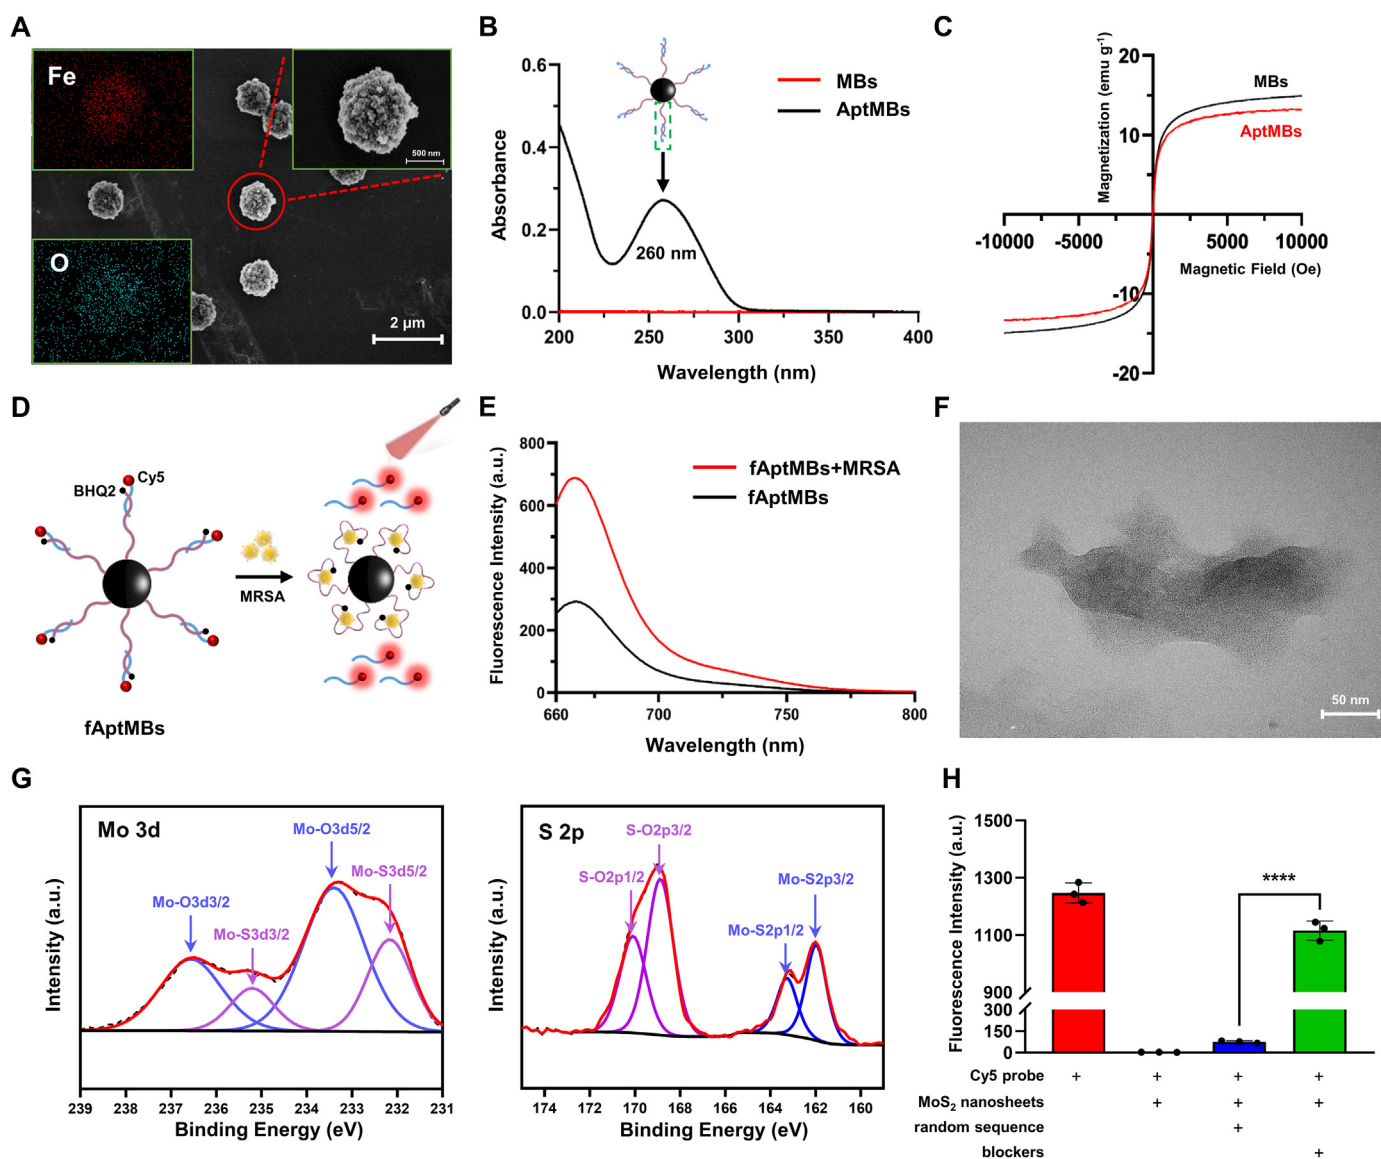 A
Fe
O
500 nm
2 μm
B
Absorbance
0.6
0.4
0.2
0.0
200
250
300
350
400
Wavelength (nm)
MBs
AptMBs
260 nm
C
Magnetization (emu g⁻¹)
20
10
-10
-20
-10000
-5000
5000
10000
Magnetic Field (Oe)
MBs
AptMBs
D
BHQ2
Cy5
MRSA
fAptMBs
E
Fluorescence Intensity (a.u.)
800
600
400
200
0
660
700
750
800
Wavelength (nm)
fAptMBs+MRSA
fAptMBs
F
50 nm
G
Mo 3d
Intensity (a.u.)
Mo-O3d5/2
Mo-S3d5/2
Mo-O3d3/2
Mo-S3d3/2
239
238
237
236
235
234
233
232
231
Binding Energy (eV)
S 2p
Intensity (a.u.)
S-O2p3/2
S-O2p1/2
Mo-S2p3/2
Mo-S2p1/2
174
172
170
168
166
164
162
160
Binding Energy (eV)
H
Fluorescence Intensity (a.u.)
1500
1300
1100
900
300
150
0
****
Cy5 probe + + + +
MoS₂ nanosheets + + +
random sequence +
blockers +